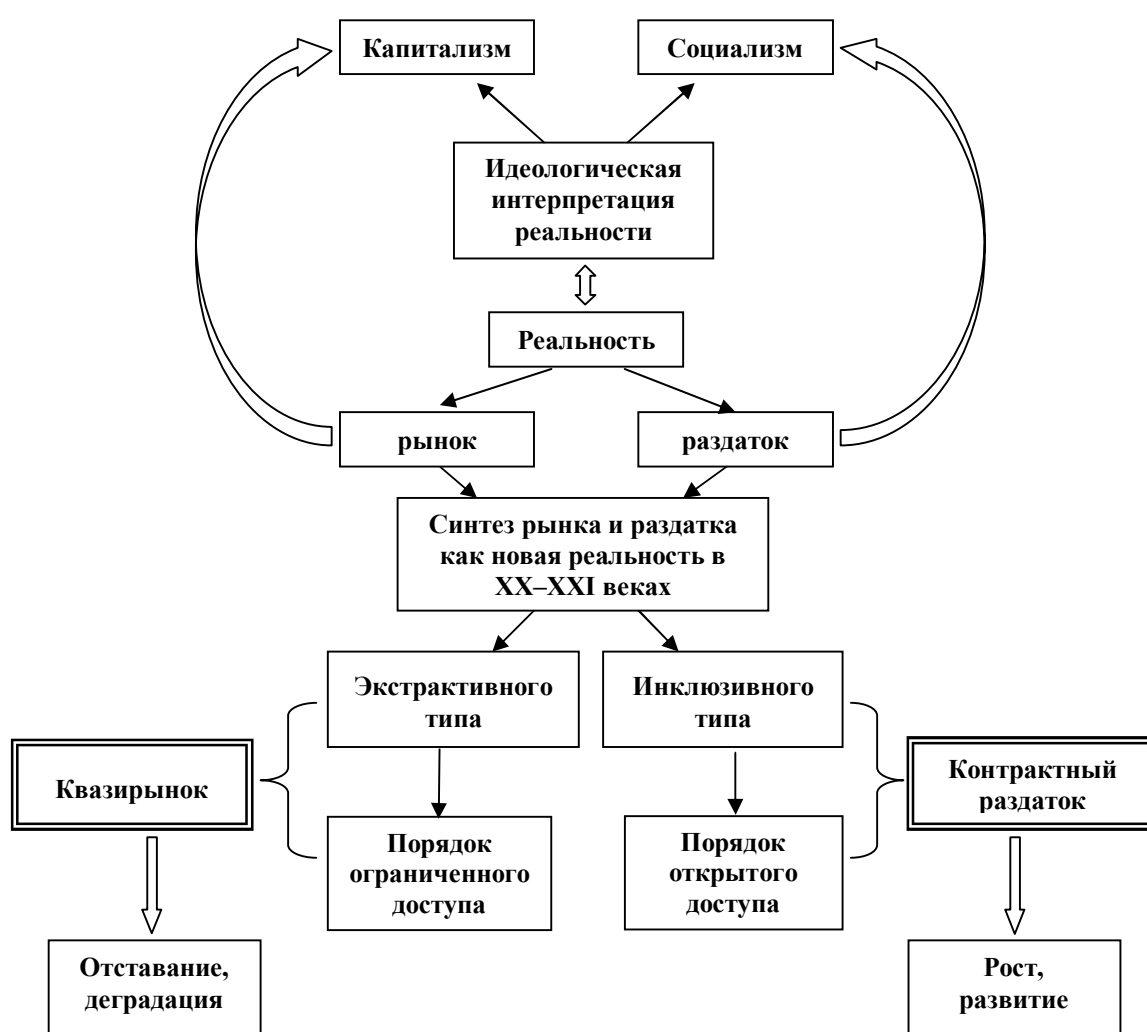 Капитализм
Социализм
Идеологическая
интерпретация
реальности
Реальность
рынок
раздаток
Синтез рынка и раздатка
как новая реальность в
XX–XXI веках
Экстрактивного
типа
Инклюзивного
типа
Квазирынок
Контрактный
раздаток
Порядок
ограниченного
доступа
Порядок
открытого
доступа
Отставание,
деградация
Рост,
развитие